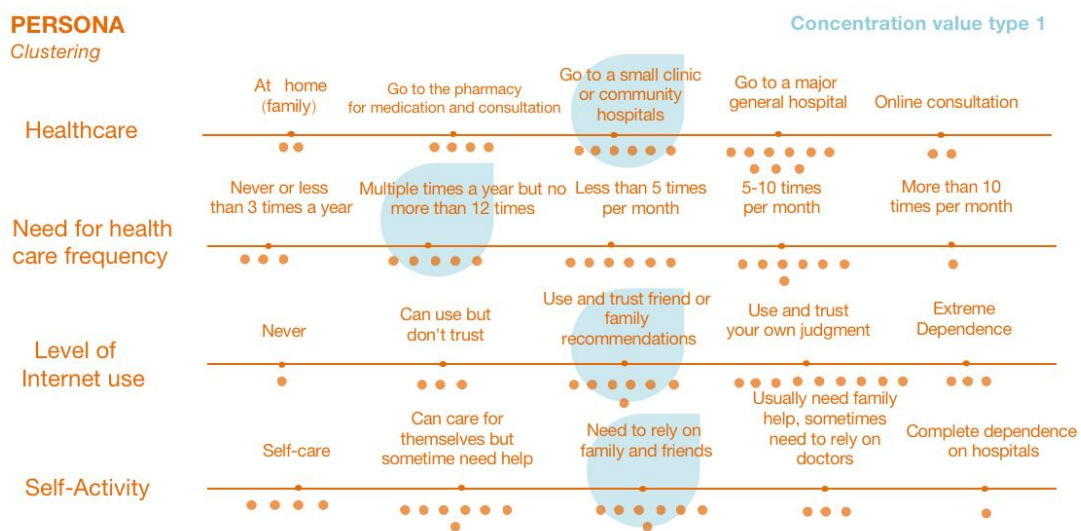 PERSONA
Clustering
Concentration value type 1
Healthcare
At home
(family)
Go to the pharmacy
for medication and consultation
Go to a small clinic
or community
hospitals
Go to a major
general hospital
Online consultation
Need for health
care frequency
Never or less
than 3 times a year
Multiple times a year but no
more than 12 times
Less than 5 times
per month
5-10 times
per month
More than 10
times per month
Level of
Internet use
Never
Can use but
don't trust
Use and trust friend or
family
recommendations
Use and trust
your own judgment
Extreme
Dependence
Self-Activity
Self-care
Can care for
themselves but
sometime need help
Need to rely on
family and friends
Usually need family
help, sometimes
need to rely on
doctors
Complete dependence
on hospitals